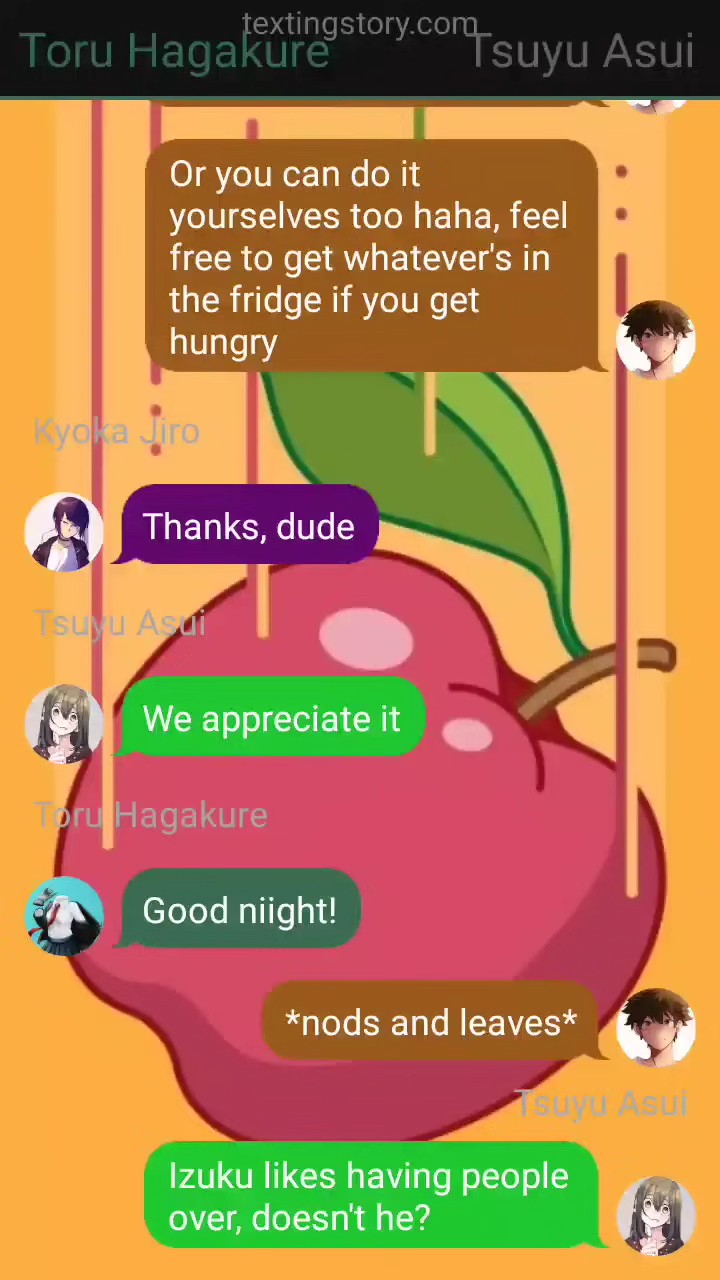 textingstory.com
Toru Hagakure
Tsuyu Asui
Or you can do it
yourselves too haha, feel
free to get whatever's in
the fridge if you get
hungry
Kyoka Jiro
Thanks, dude
Tsuyu Asui
We appreciate it
Toru Hagakure
Good niight!
*nods and leaves*
Tsuyu Asui
Izuku likes having people
over, doesn't he?